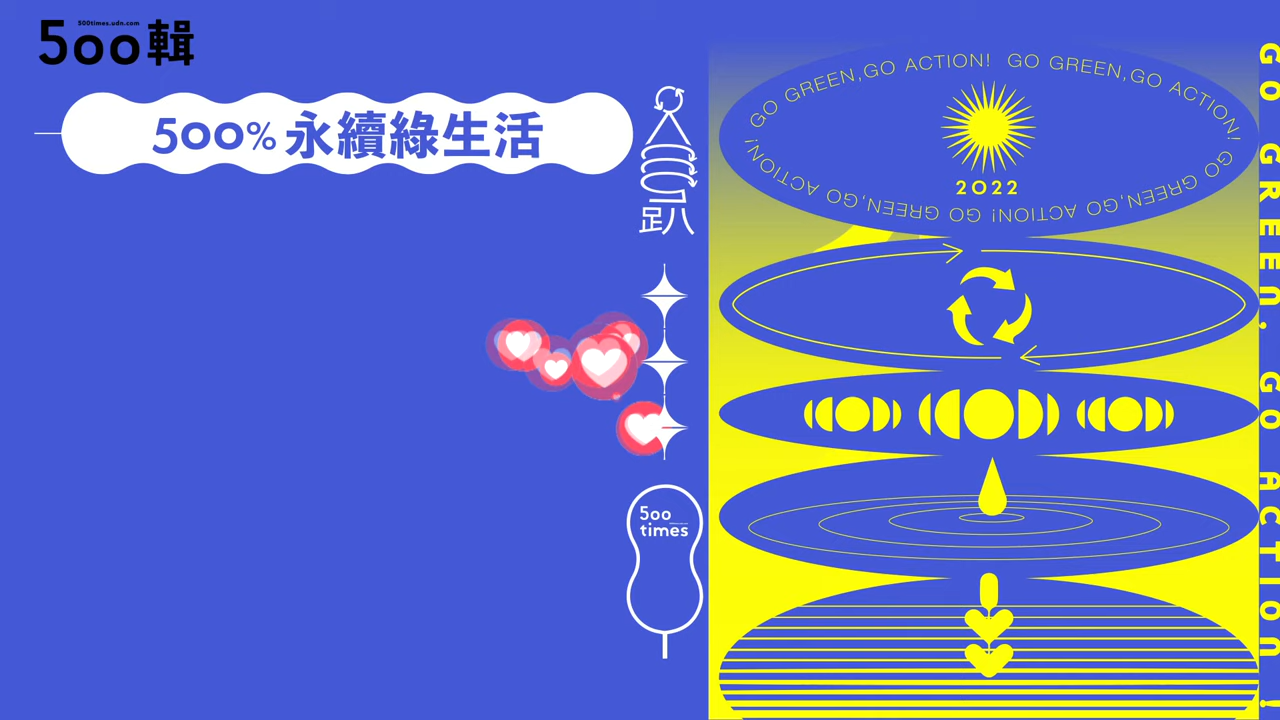 500times.udn.com
500輯
500%永續綠生活
趴
500
times
GO GREEN,GO ACTION! GO GREEN,GO ACTION! GO GREEN,GO ACTION! GO GREEN,GO ACTION!
2022
GO GREEN, GO ACTION !